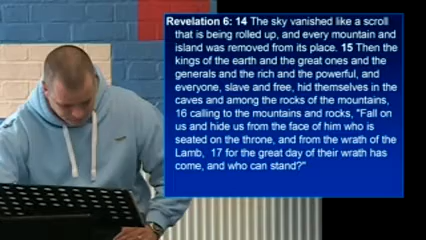 Revelation 6: 14 The sky vanished like a scroll
that is being rolled up, and every mountain and
island was removed from its place. 15 Then the
kings of the earth and the great ones and the
generals and the rich and the powerful, and
everyone, slave and free, hid themselves in the
caves and among the rocks of the mountains,
16 calling to the mountains and rocks, "Fall on
us and hide us from the face of him who is
seated on the throne, and from the wrath of the
Lamb, 17 for the great day of their wrath has
come, and who can stand?"